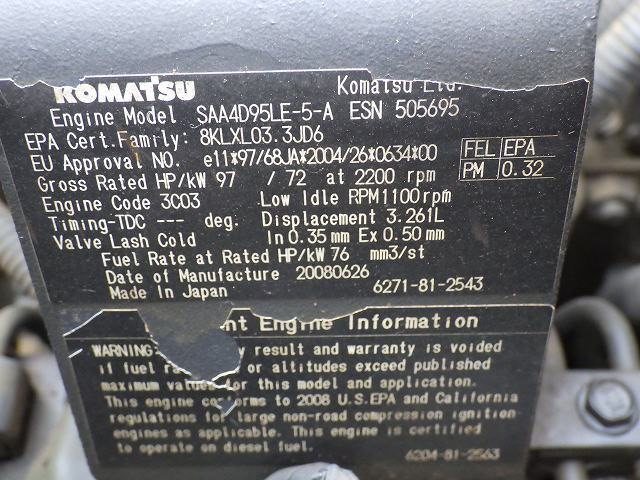 KOMATSU Komatsu Ltd.
Engine Model SAA4D95LE-5-A ESN 505695
EPA Cert.Family: 8KLXL03.3JD6
EU Approval NO. e11*97/68JA*2004/26*0634*00
FEL EPA
PM 0.32
Gross Rated HP/kW 97 / 72 at 2200 rpm
Engine Code 3C03 Low Idle RPM1100rpm
Timing-TDC --- deg. Displacement 3.261L
Valve Lash Cold In 0.35 mm Ex 0.50 mm
Fuel Rate at Rated HP/kW 76 mm3/st
Date of Manufacture 20080626
Made In Japan 6271-81-2543
Engine Information
WARNING: result and warranty is voided
if fuel or altitudes exceed published
maximum for this model and application.
This engine conforms to 2008 U.S.EPA and California
regulations for large non-road compression ignition
engines as applicable. This engine is certified
to operate on diesel fuel. 6204-81-2563